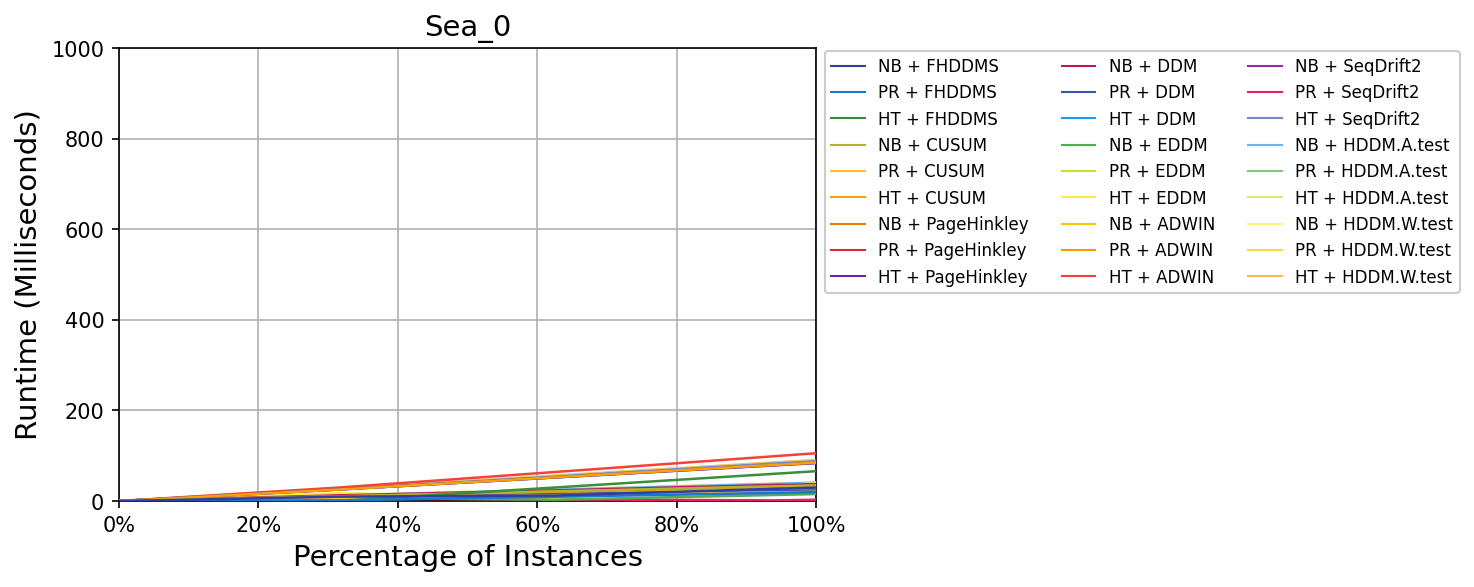 Sea_0
1000
800
600
400
200
0
Runtime (Milliseconds)
0% 20% 40% 60% 80% 100%
Percentage of Instances
NB + FHDDMS
PR + FHDDMS
HT + FHDDMS
NB + CUSUM
PR + CUSUM
HT + CUSUM
NB + PageHinkley
PR + PageHinkley
HT + PageHinkley
NB + DDM
PR + DDM
HT + DDM
NB + EDDM
PR + EDDM
HT + EDDM
NB + ADWIN
PR + ADWIN
HT + ADWIN
NB + SeqDrift2
PR + SeqDrift2
HT + SeqDrift2
NB + HDDM.A.test
PR + HDDM.A.test
HT + HDDM.A.test
NB + HDDM.W.test
PR + HDDM.W.test
HT + HDDM.W.test